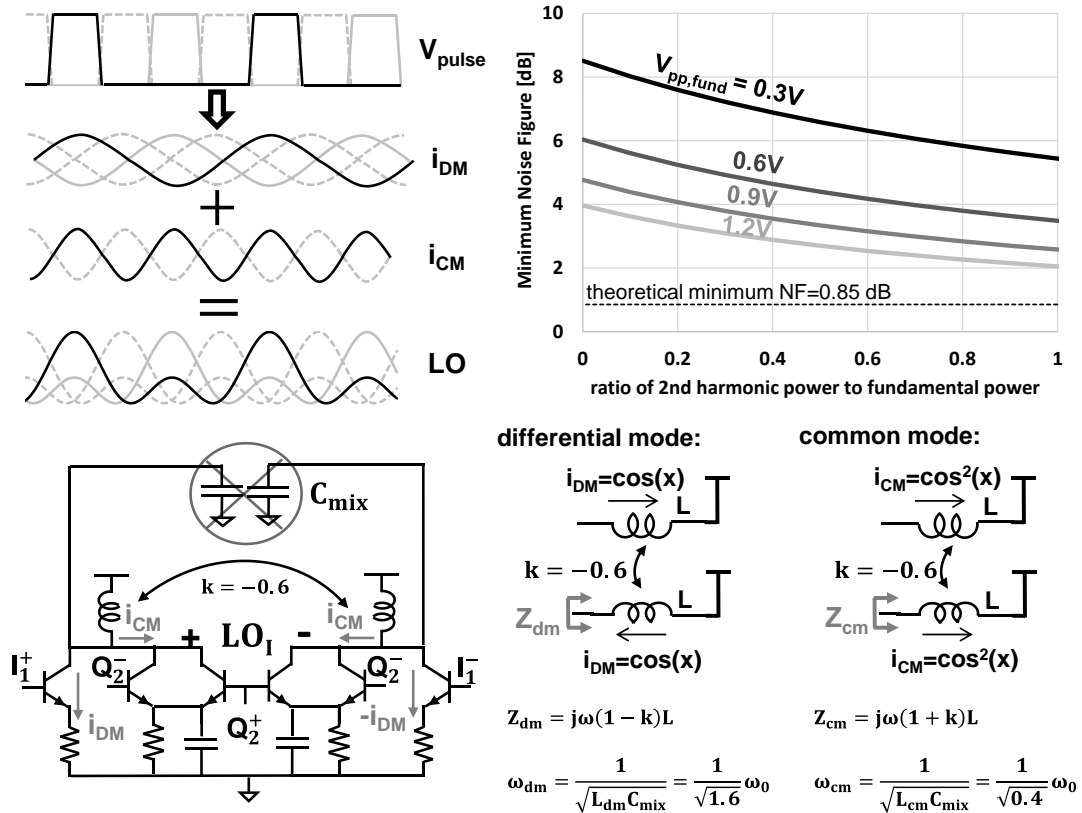 V_pulse
i_DM
+
i_CM
=
LO
Minimum Noise Figure [dB]
10
8
6
4
2
0
V_pp,fund = 0.3V
0.6V
0.9V
1.2V
theoretical minimum NF=0.85 dB
0 0.2 0.4 0.6 0.8 1
ratio of 2nd harmonic power to fundamental power
C_mix
k = −0.6
i_CM
i_CM
+ LO_I -
I_1^+
Q_2^-
Q_2^-
I_1^-
i_DM
Q_2^+
-i_DM
differential mode:
i_DM=cos(x)
L
k = −0.6
L
Z_dm
i_DM=cos(x)
Z_dm = jω(1 − k)L
ω_dm = 1/√(L_dm C_mix) = 1/√1.6 ω_0
common mode:
i_CM=cos²(x)
L
k = −0.6
L
Z_cm
i_CM=cos²(x)
Z_cm = jω(1 + k)L
ω_cm = 1/√(L_cm C_mix) = 1/√0.4 ω_0